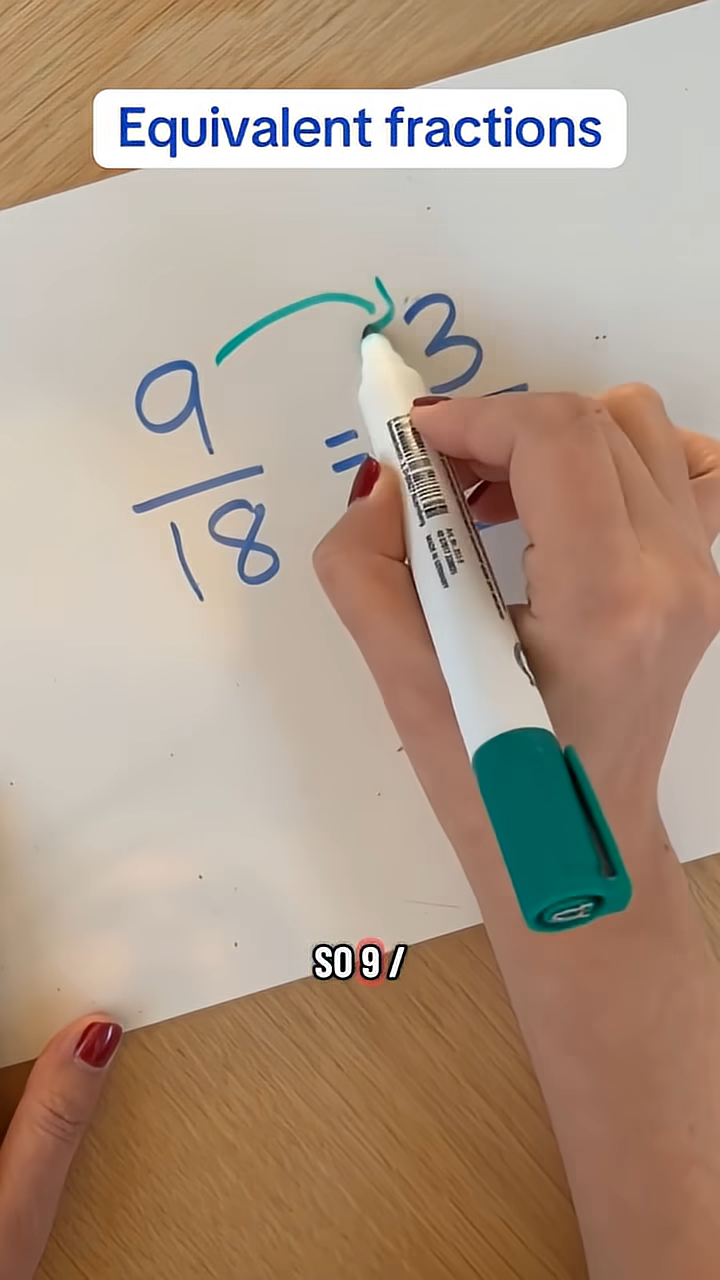 Equivalent fractions
9 = 3
18
SO 9 /